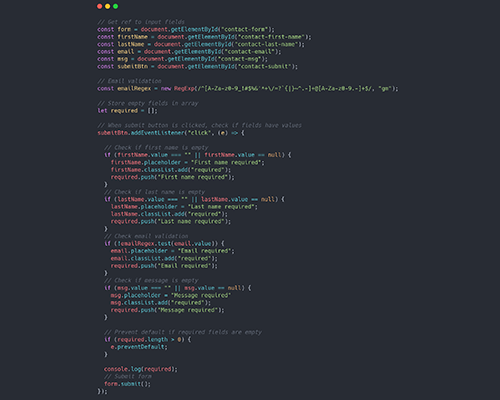 // Get ref to input fields
const form = document.getElementById("contact-form");
const firstName = document.getElementById("contact-first-name");
const lastName = document.getElementById("contact-last-name");
const email = document.getElementById("contact-email");
const msg = document.getElementById("contact-msg");
const submitBtn = document.getElementById("contact-submit");
// Email validation
const emailRegex = new RegExp(/^[A-Za-z0-9_!#$%&'*+\/=?`{|}~^.-]+@[A-Za-z0-9.-]+$/, "gm");
// Store empty fields in array
let required = [];
// When submit button is clicked, check if fields have values
submitBtn.addEventListener("click", (e) => {
// Check if first name is empty
if (firstName.value === "" || firstName.value == null) {
firstName.placeholder = "First name required";
firstName.classList.add("required");
required.push("First name required");
}
// Check if last name is empty
if (lastName.value === "" || lastName.value == null) {
lastName.placeholder = "Last name required";
lastName.classList.add("required");
required.push("Last name required");
}
// Check email validation
if (!emailRegex.test(email.value)) {
email.placeholder = "Email required";
email.classList.add("required");
required.push("Email required");
}
// Check if message is empty
if (msg.value === "" || msg.value == null) {
msg.placeholder = "Message required"
msg.classList.add("required");
required.push("Message required");
}
// Prevent default if required fields are empty
if (required.length = 0) {
e.preventDefault;
}
console.log(required);
// Submit form
form.submit();
});